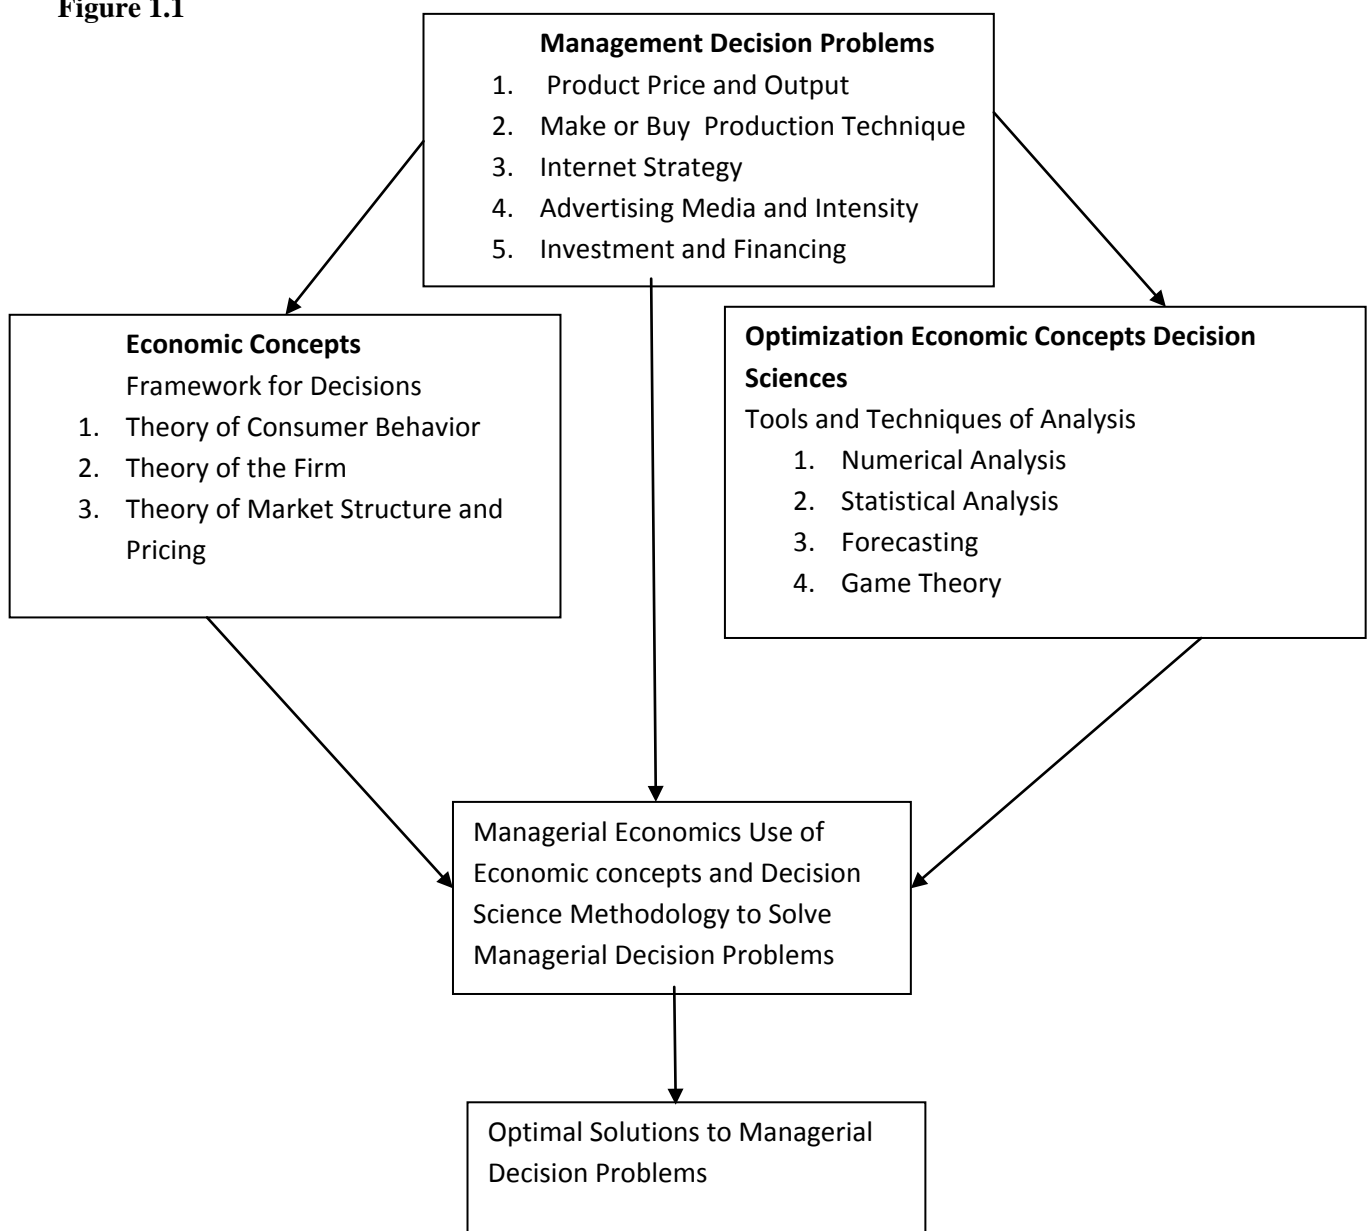 Figure 1.1
Management Decision Problems
1. Product Price and Output
2. Make or Buy Production Technique
3. Internet Strategy
4. Advertising Media and Intensity
5. Investment and Financing
Economic Concepts
Framework for Decisions
1. Theory of Consumer Behavior
2. Theory of the Firm
3. Theory of Market Structure and
Pricing
Optimization Economic Concepts Decision
Sciences
Tools and Techniques of Analysis
1. Numerical Analysis
2. Statistical Analysis
3. Forecasting
4. Game Theory
Managerial Economics Use of
Economic concepts and Decision
Science Methodology to Solve
Managerial Decision Problems
Optimal Solutions to Managerial
Decision Problems